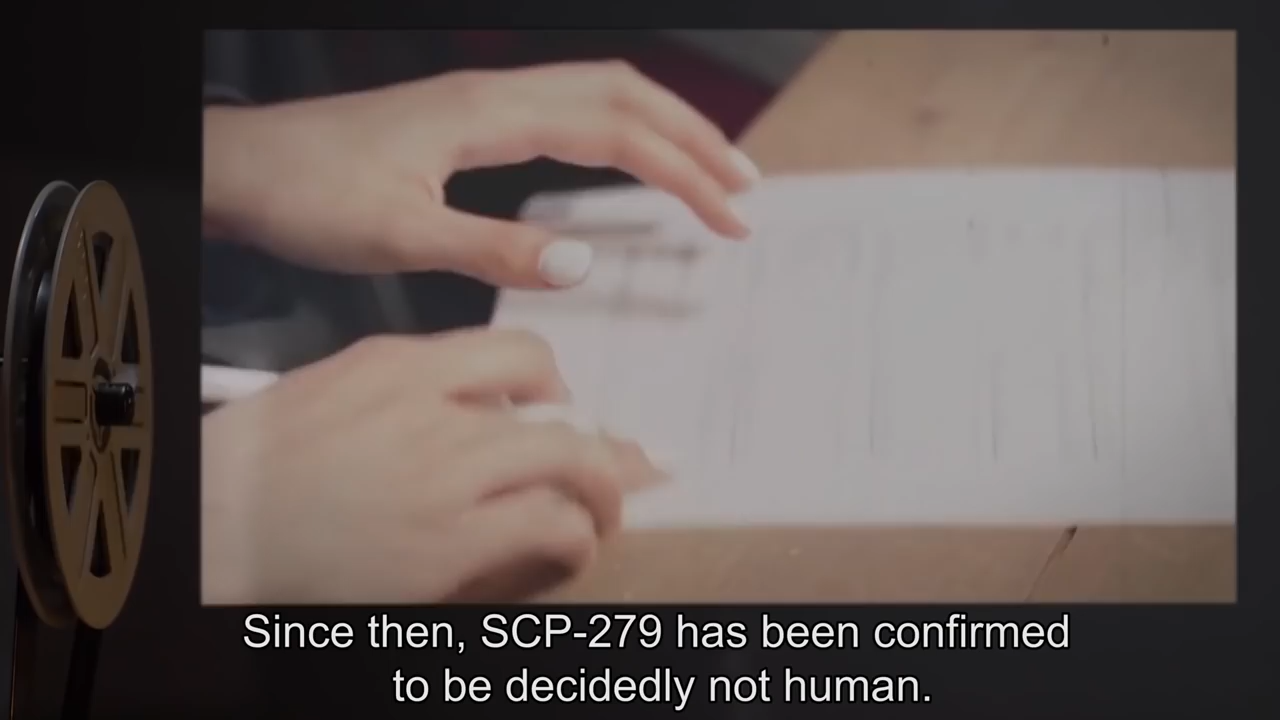 Since then, SCP-279 has been confirmed
to be decidedly not human.